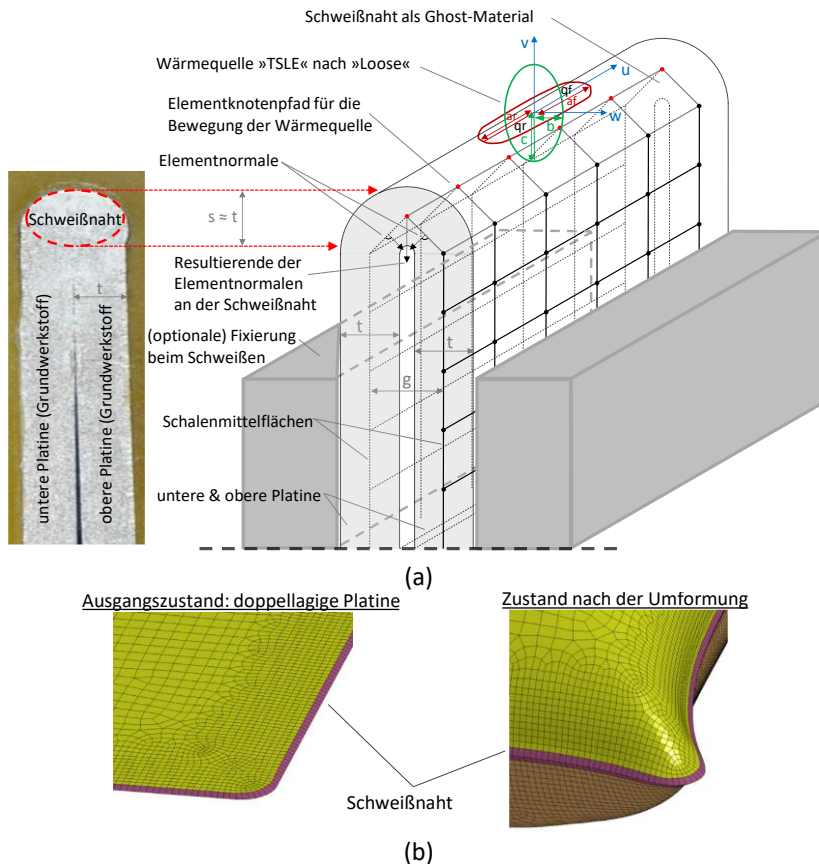 Schweißnaht als Ghost-Material
v
Wärmequelle »TSLE« nach »Loose«
u
qf
af
ar
qr
w
b
c
Elementknotenpfad für die
Bewegung der Wärmequelle
Elementnormale
Schweißnaht
s ≈ t
Resultierende der
Elementnormalen
an der Schweißnaht
t
untere Platine (Grundwerkstoff)
obere Platine (Grundwerkstoff
(optionale) Fixierung
beim Schweißen
t
t
g
Schalenmittelflächen
untere & obere Platine
(a)
Ausgangszustand: doppellagige Platine
Zustand nach der Umformung
Schweißnaht
(b)